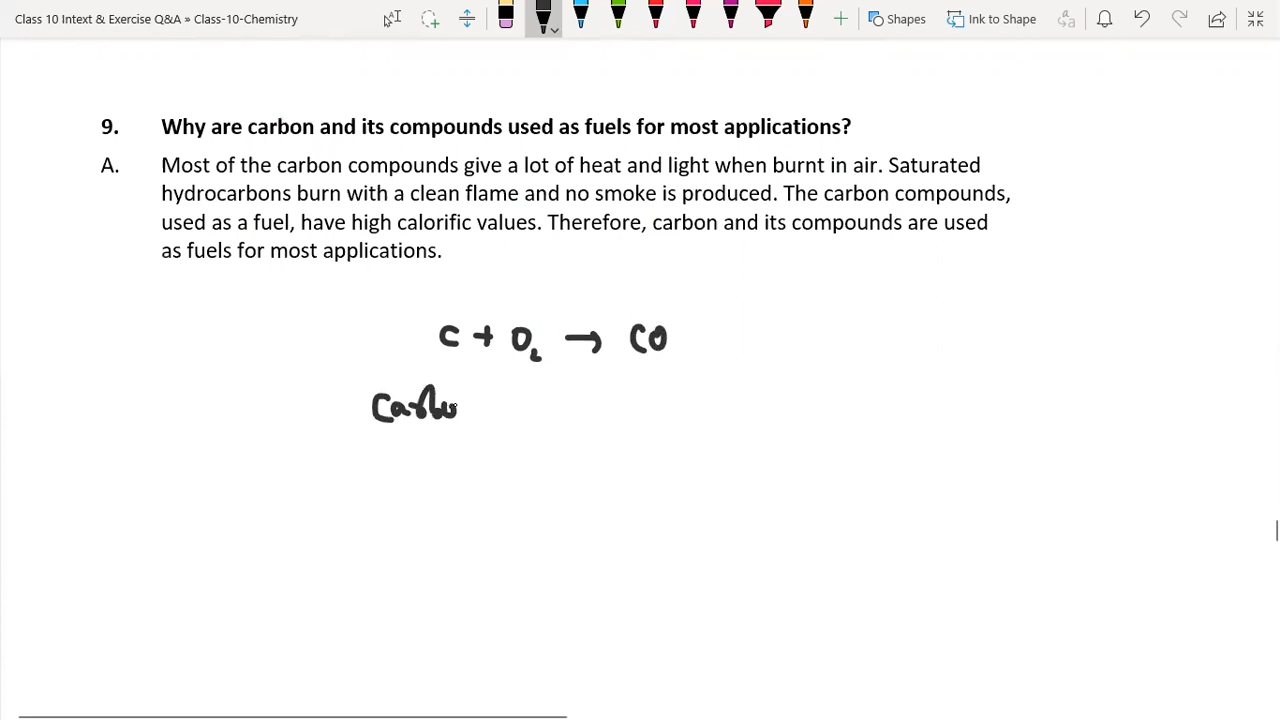 Class 10 Intext & Exercise Q&A » Class-10-Chemistry
Shapes
Ink to Shape
9. Why are carbon and its compounds used as fuels for most applications?
A. Most of the carbon compounds give a lot of heat and light when burnt in air. Saturated
hydrocarbons burn with a clean flame and no smoke is produced. The carbon compounds,
used as a fuel, have high calorific values. Therefore, carbon and its compounds are used
as fuels for most applications.
C + O₂ → CO
Carbo